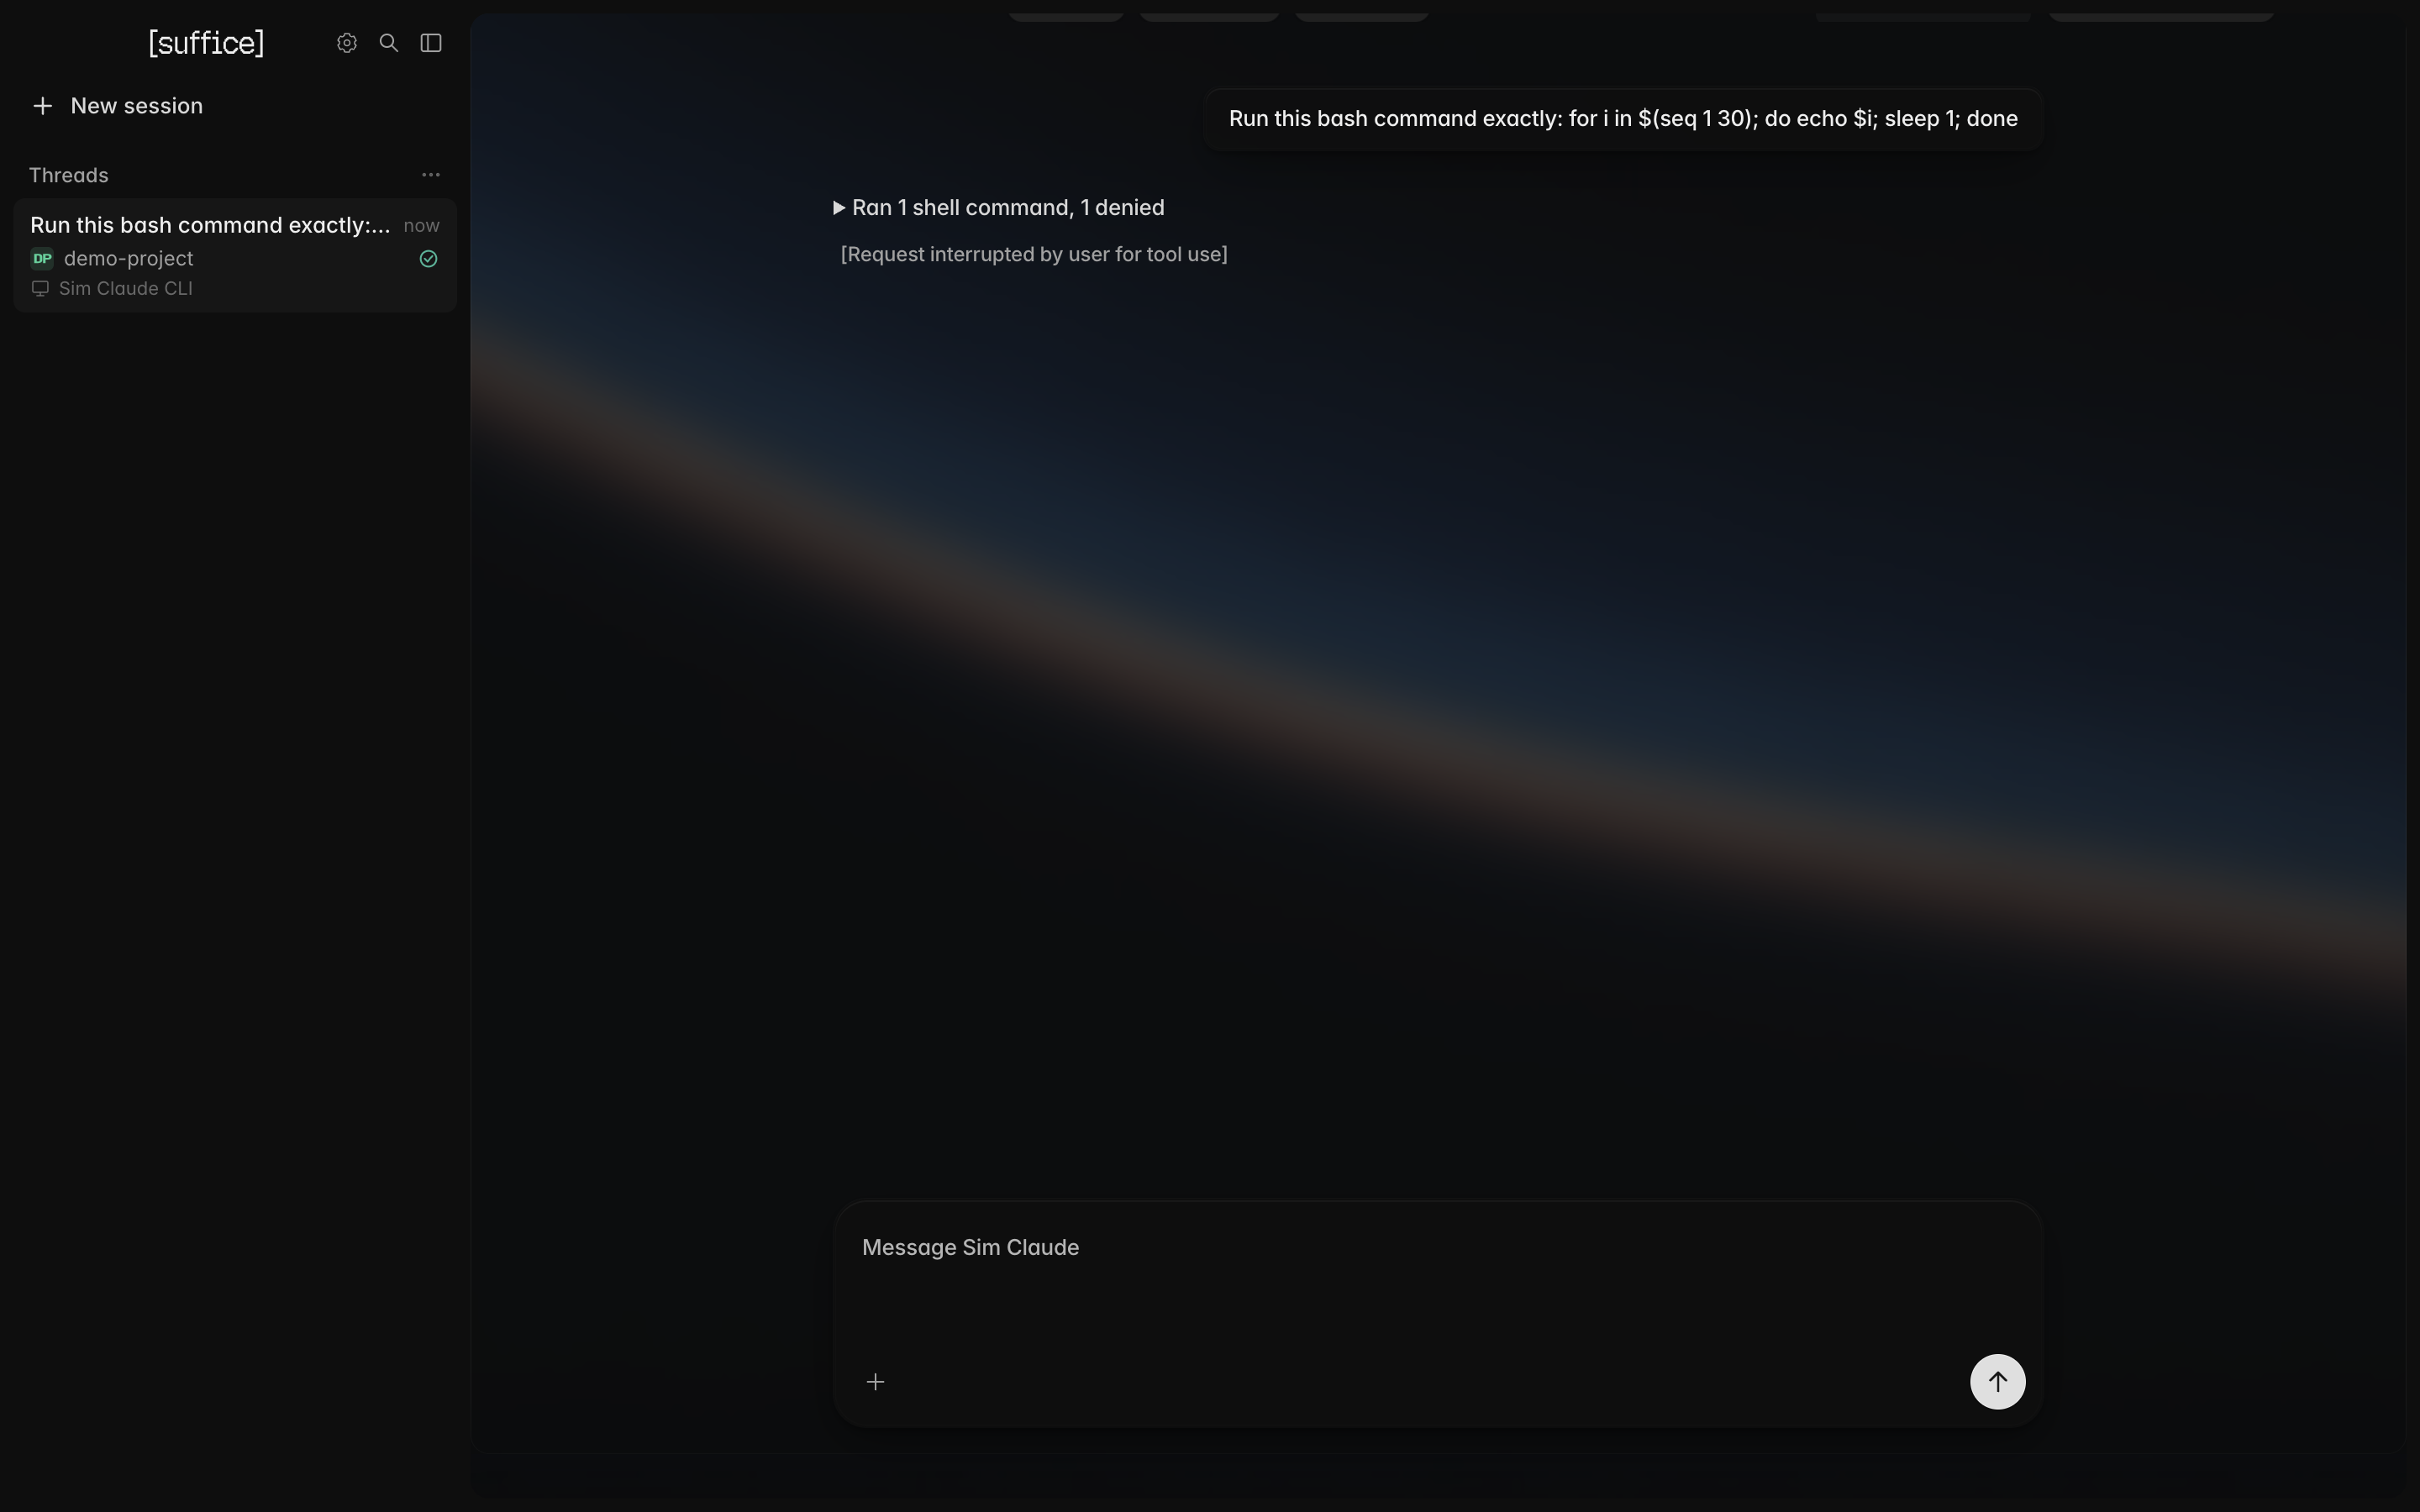 [suffice]
New session
Threads
Run this bash command exactly:... now
DP demo-project
Sim Claude CLI
Run this bash command exactly: for i in $(seq 1 30); do echo $i; sleep 1; done
Ran 1 shell command, 1 denied
[Request interrupted by user for tool use]
Message Sim Claude